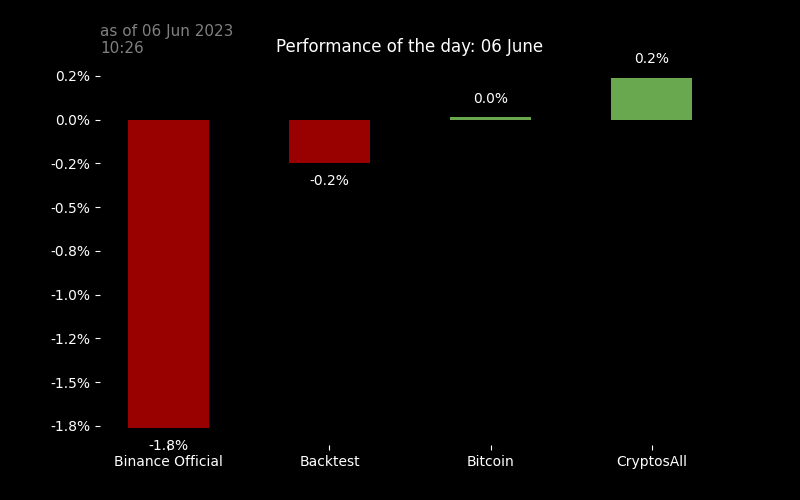 as of 06 Jun 2023
10:26
Performance of the day: 06 June
0.2%
0.0%
-0.2%
-0.5%
-0.8%
-1.0%
-1.2%
-1.5%
-1.8%
-1.8%
-0.2%
0.0%
0.2%
Binance Official
Backtest
Bitcoin
CryptosAll